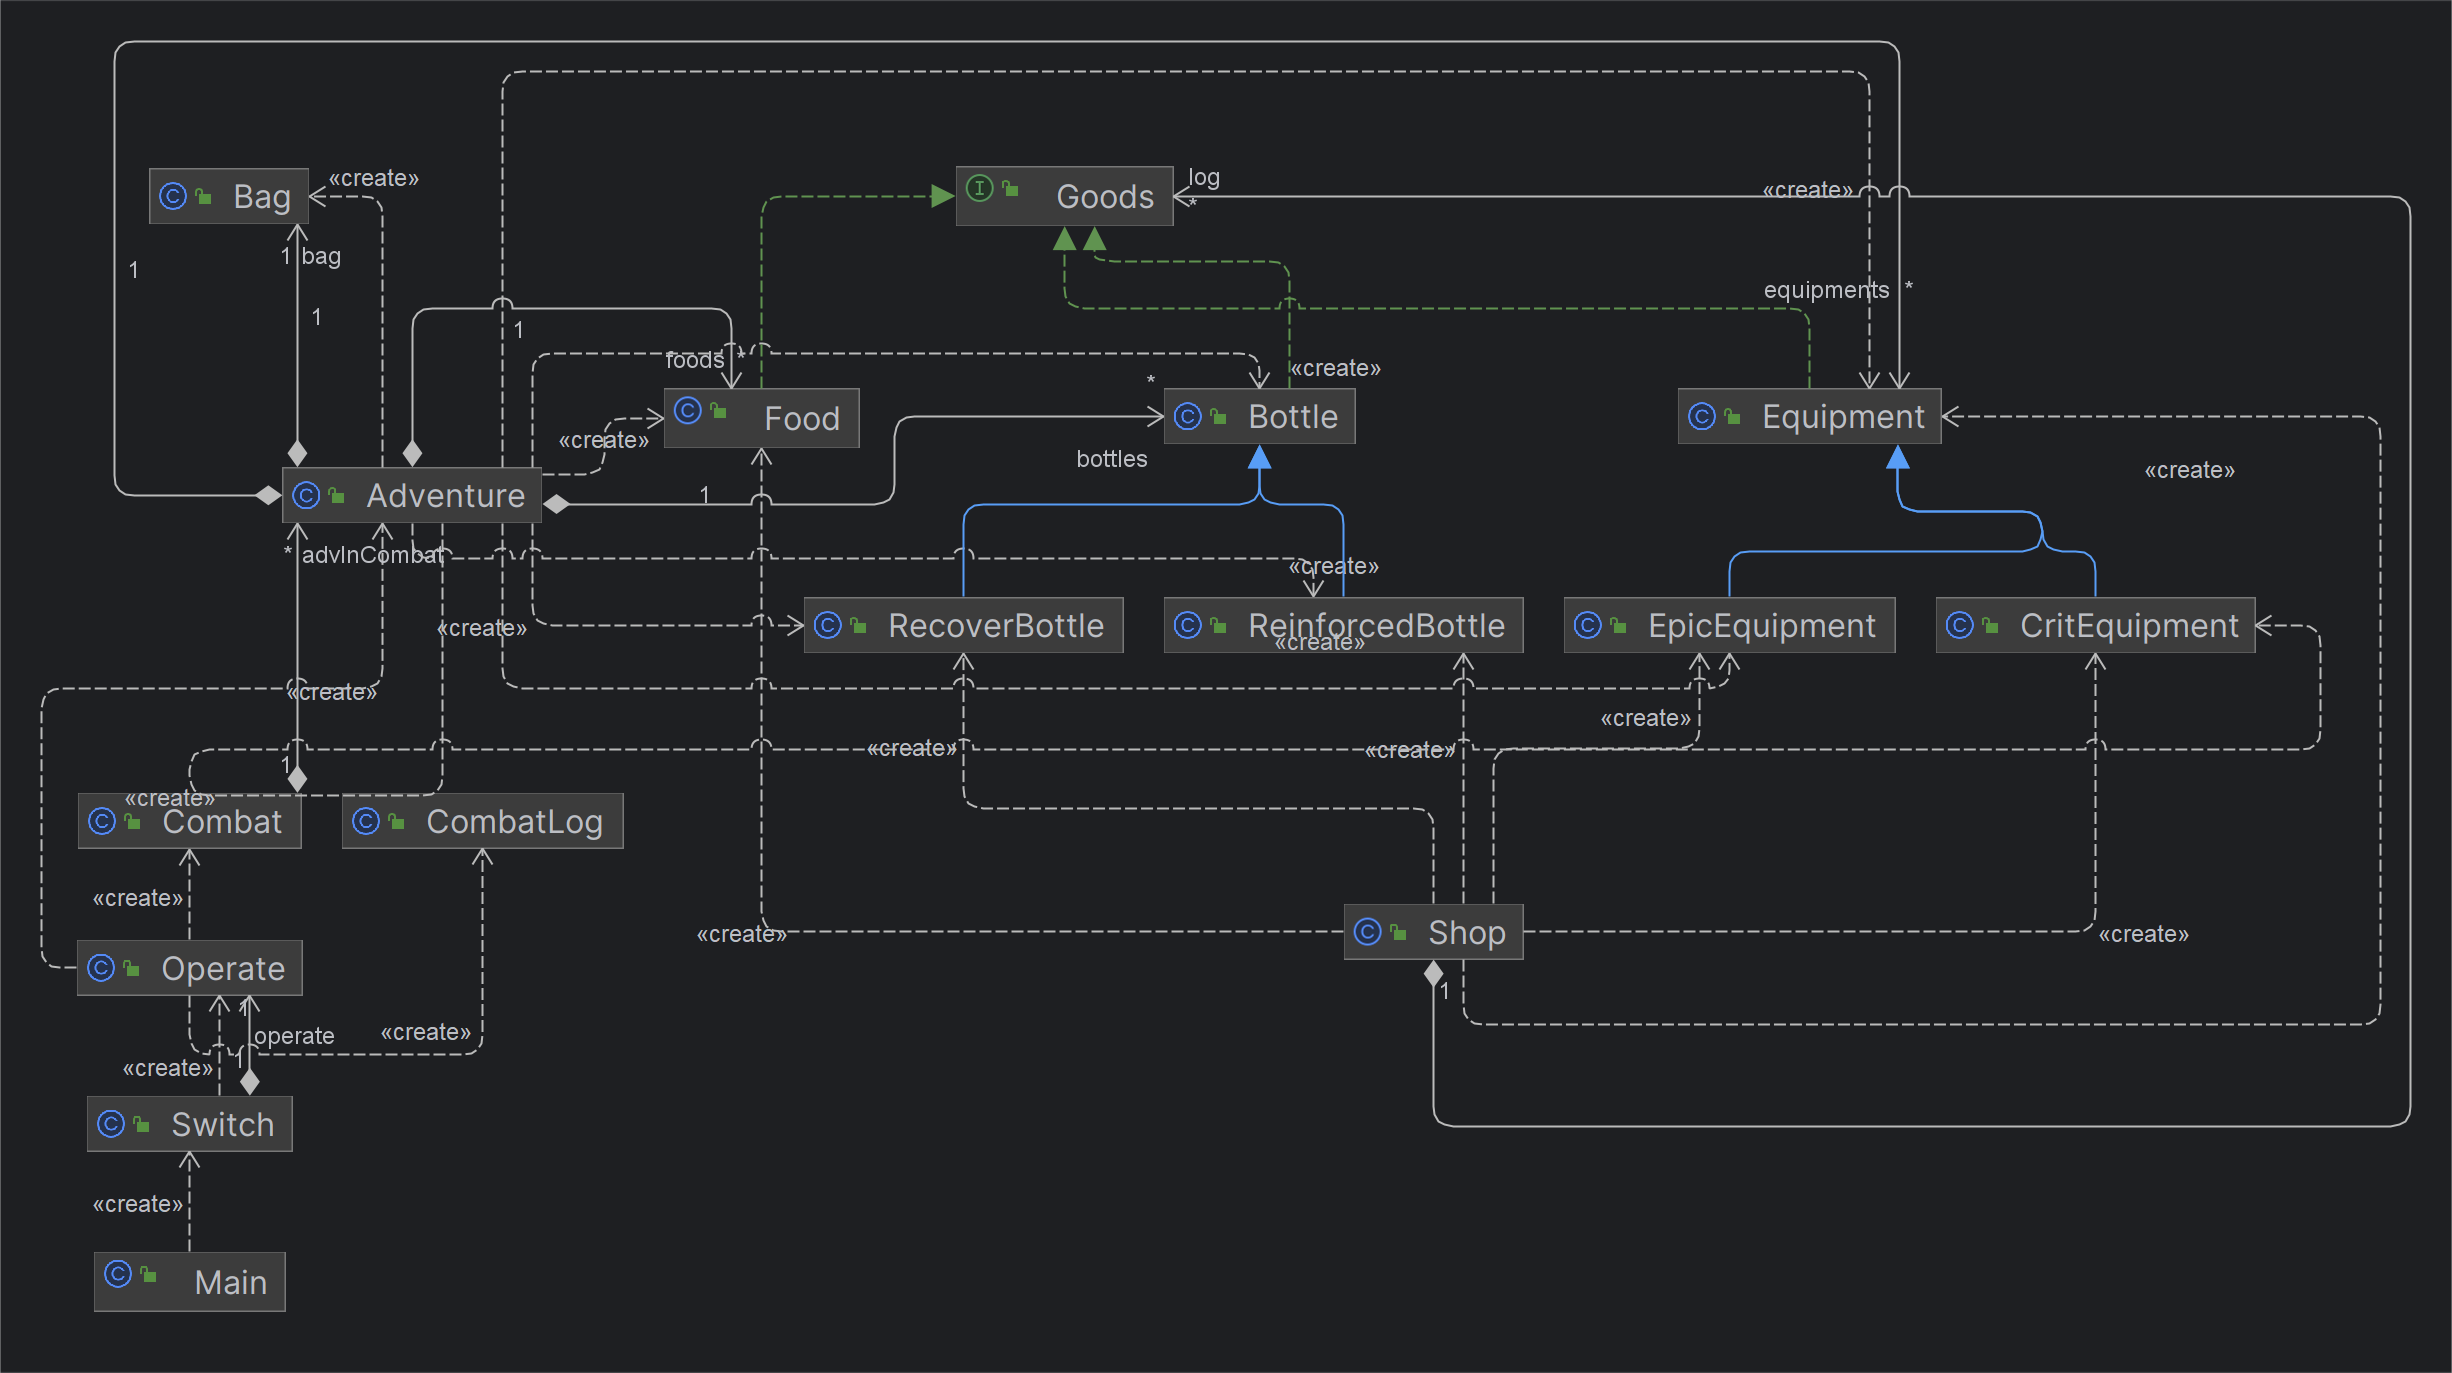 «create»
Bag
Goods
log
*
«create»
1 bag
1
1
equipments *
1
foods *
*
«create»
«create»
Food
Bottle
Equipment
bottles
«create»
Adventure
1
* advInCombat
«create»
«create»
RecoverBottle
ReinforcedBottle
«create»
EpicEquipment
CritEquipment
«create»
«create»
«create»
«create»
1
«create»
Combat
CombatLog
«create»
«create»
Shop
«create»
Operate
1
1
operate
«create»
1
«create»
Switch
«create»
Main